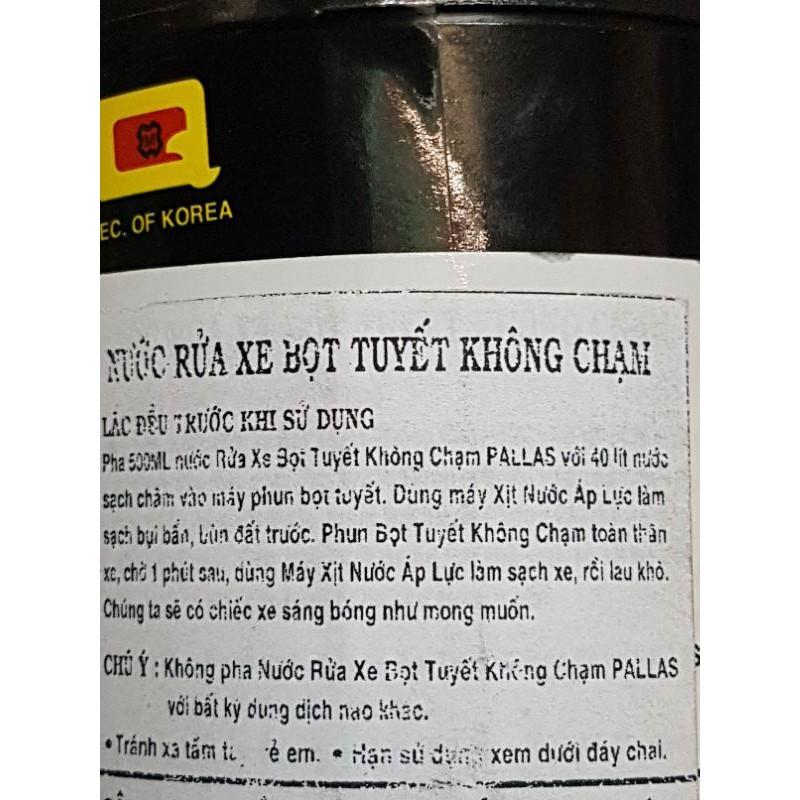 M
EC. OF KOREA
NƯỚC RỬA XE BỌT TUYẾT KHÔNG CHẠM
LẮC ĐỀU TRƯỚC KHI SỬ DỤNG
Pha 500ML nước Rửa Xe Bọt Tuyết Không Chạm PALLAS với 40 lít nước
sạch châm vào máy phun bọt tuyết. Dùng máy Xịt Nước Áp Lực làm
sạch bụi bẩn, bùn đất trước. Phun Bọt Tuyết Không Chạm toàn thân
xe, chờ 1 phút sau, dùng Máy Xịt Nước Áp Lực làm sạch xe, rồi lau khô.
Chúng ta sẽ có chiếc xe sáng bóng như mong muốn.
CHÚ Ý : Không pha Nước Rửa Xe Bọt Tuyết Không Chạm PALLAS
với bất kỳ dung dịch nào khác.
• Tránh xa tầm tay trẻ em. • Hạn sử dụng xem dưới đáy chai.